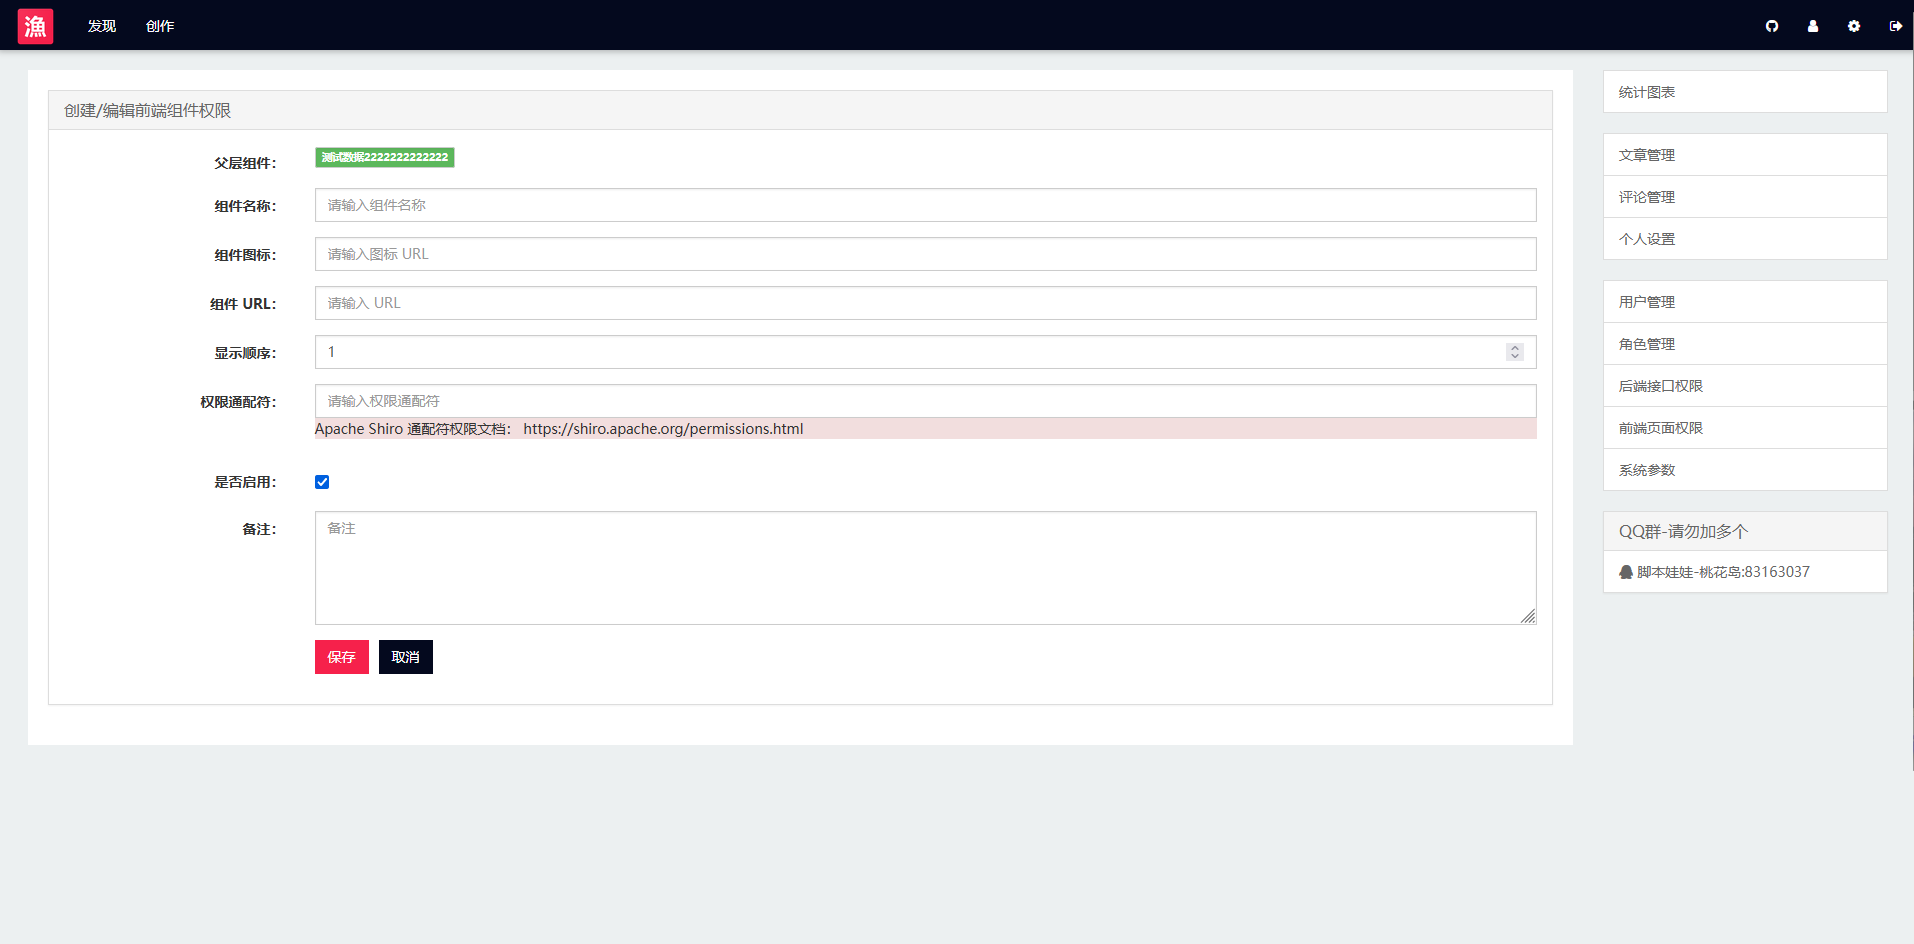 漁
发现
创作
创建/编辑前端组件权限
父层组件：
测试数据2222222222222
组件名称：
请输入组件名称
组件图标：
请输入图标 URL
组件 URL：
请输入 URL
显示顺序：
1
权限通配符：
请输入权限通配符
Apache Shiro 通配符权限文档： https://shiro.apache.org/permissions.html
是否启用：
备注：
备注
保存
取消
统计图表
文章管理
评论管理
个人设置
用户管理
角色管理
后端接口权限
前端页面权限
系统参数
QQ群-请勿加多个
脚本娃娃-桃花岛:83163037